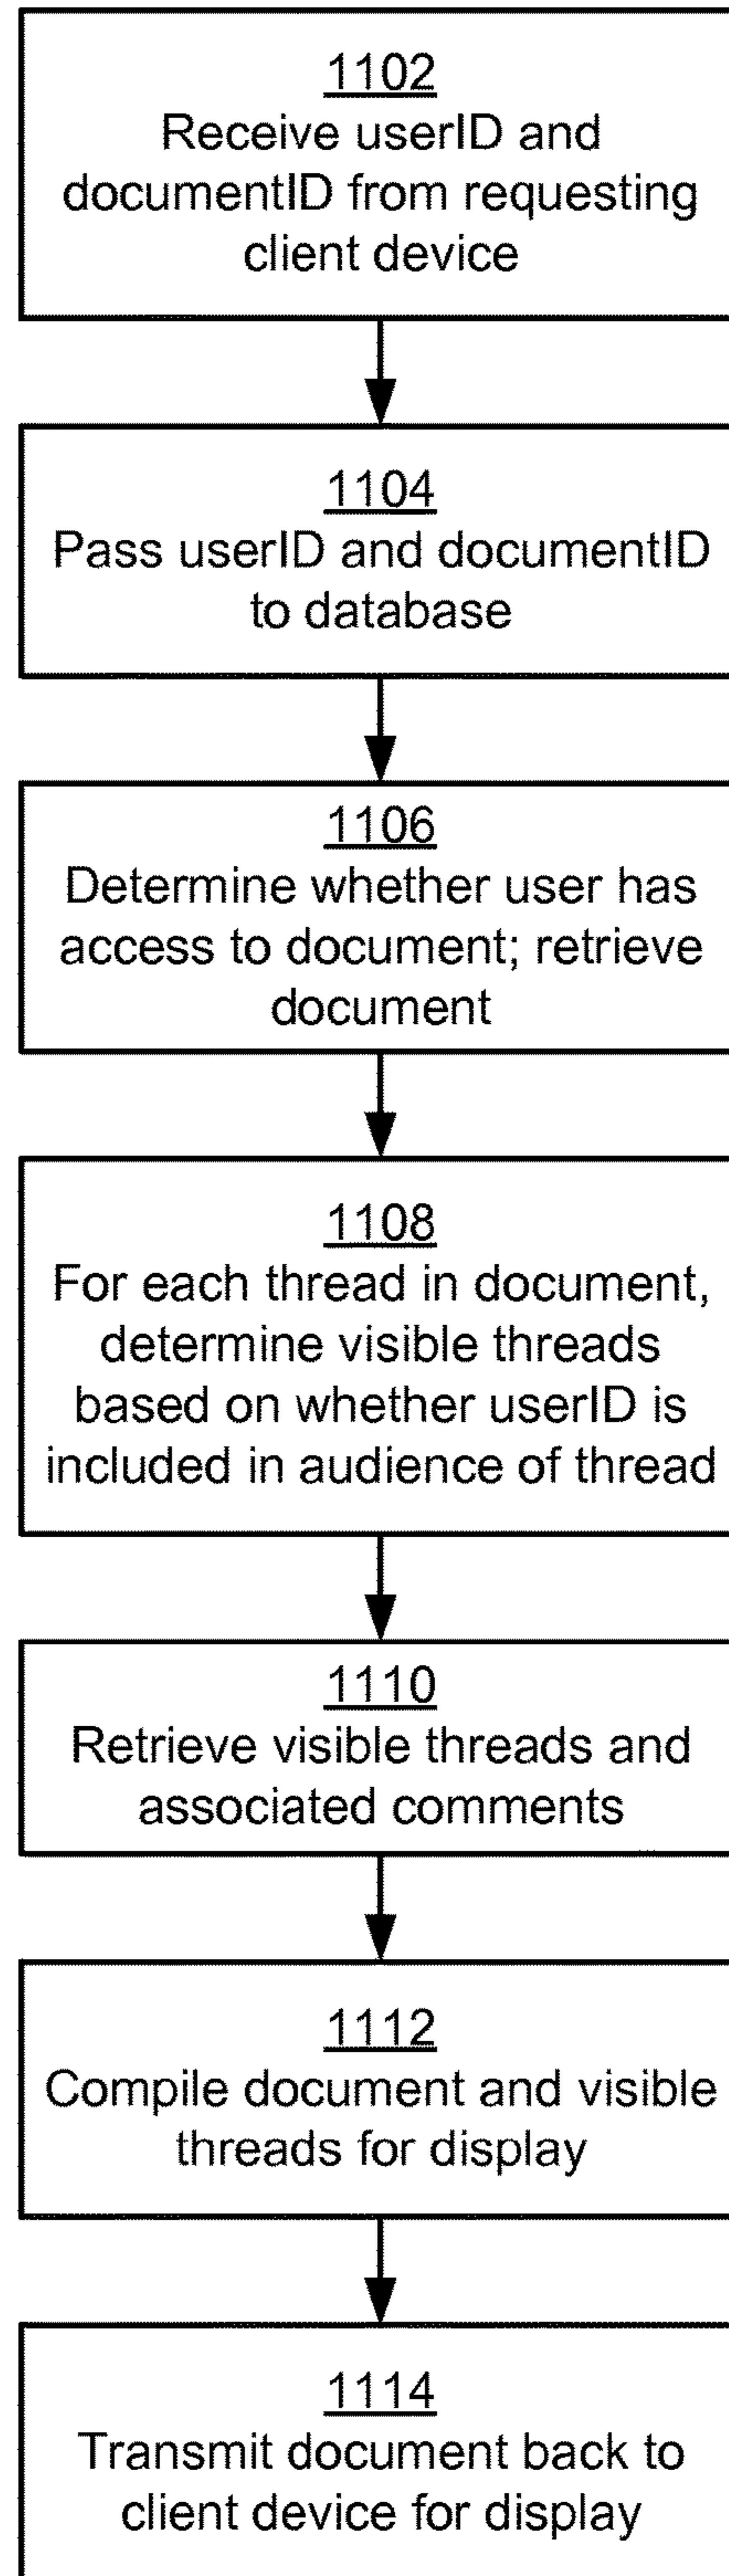 1102
Receive userID and
documentID from requesting
client device
1104
Pass userID and documentID
to database
1106
Determine whether user has
access to document; retrieve
document
1108
For each thread in document,
determine visible threads
based on whether userID is
included in audience of thread
1110
Retrieve visible threads and
associated comments
1112
Compile document and visible
threads for display
1114
Transmit document back to
client device for display